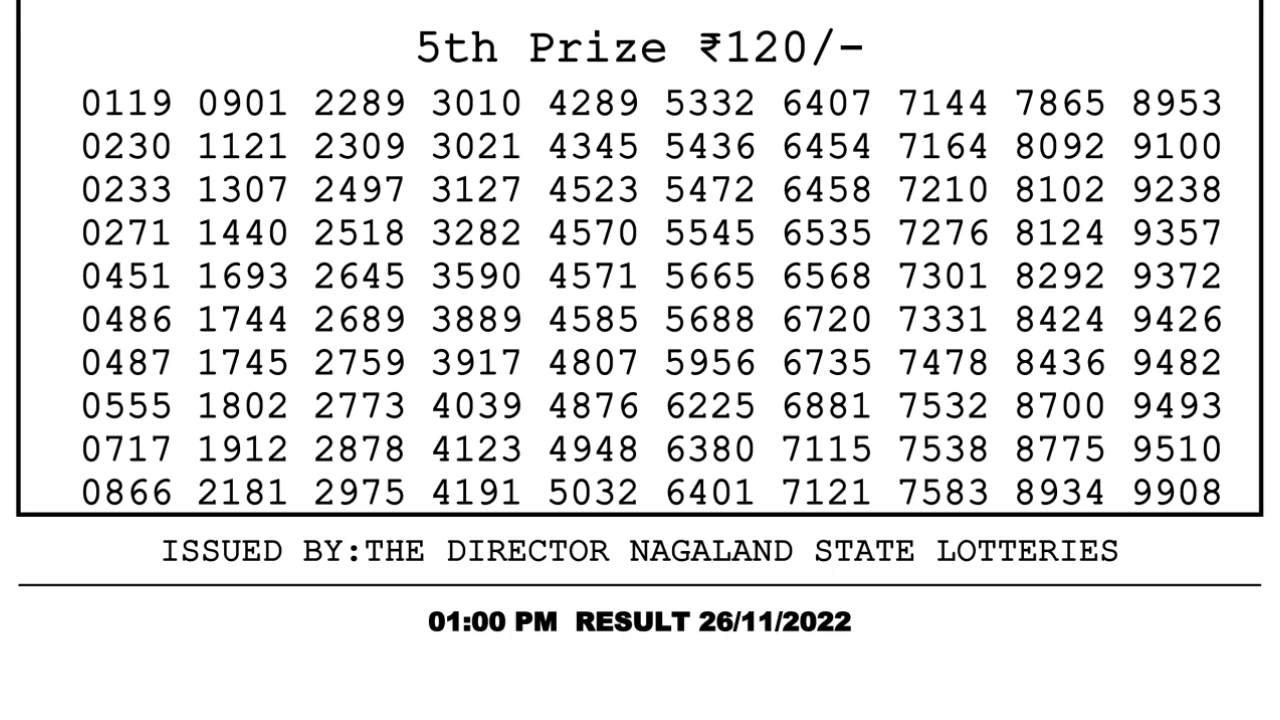 5th Prize ₹120/-
0119 0901 2289 3010 4289 5332 6407 7144 7865 8953
0230 1121 2309 3021 4345 5436 6454 7164 8092 9100
0233 1307 2497 3127 4523 5472 6458 7210 8102 9238
0271 1440 2518 3282 4570 5545 6535 7276 8124 9357
0451 1693 2645 3590 4571 5665 6568 7301 8292 9372
0486 1744 2689 3889 4585 5688 6720 7331 8424 9426
0487 1745 2759 3917 4807 5956 6735 7478 8436 9482
0555 1802 2773 4039 4876 6225 6881 7532 8700 9493
0717 1912 2878 4123 4948 6380 7115 7538 8775 9510
0866 2181 2975 4191 5032 6401 7121 7583 8934 9908
ISSUED BY:THE DIRECTOR NAGALAND STATE LOTTERIES
01:00 PM RESULT 26/11/2022